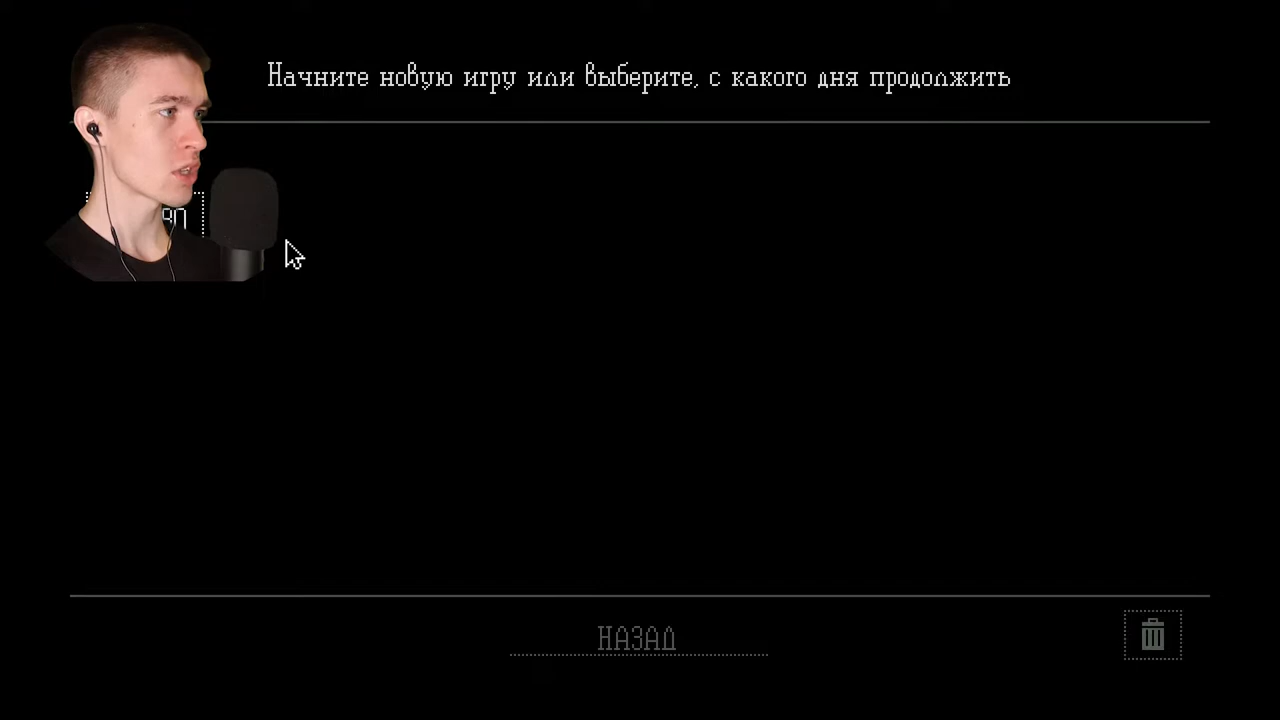 Начните новую игру или выберите, с какого дня продолжить
НАЗАД